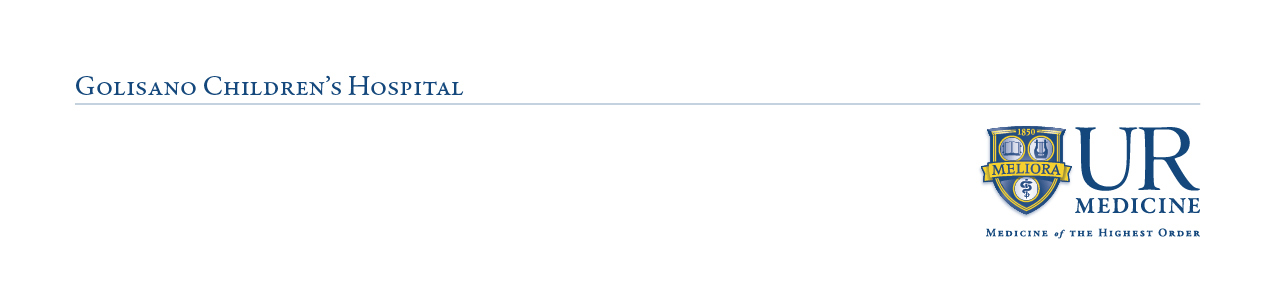 Golisano Children's Hospital
1850
MELIORA
UR
MEDICINE
Medicine of the Highest Order